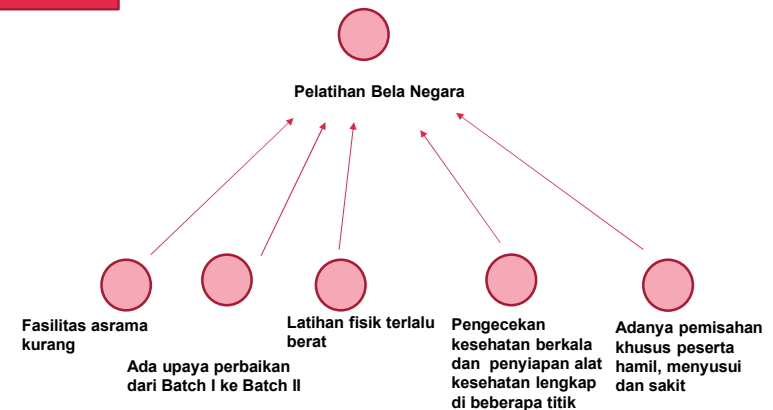 Pelatihan Bela Negara
Fasilitas asrama
kurang
Ada upaya perbaikan
dari Batch I ke Batch II
Latihan fisik terlalu
berat
Pengecekan
kesehatan berkala
dan penyiapan alat
kesehatan lengkap
di beberapa titik
Adanya pemisahan
khusus peserta
hamil, menyusui
dan sakit